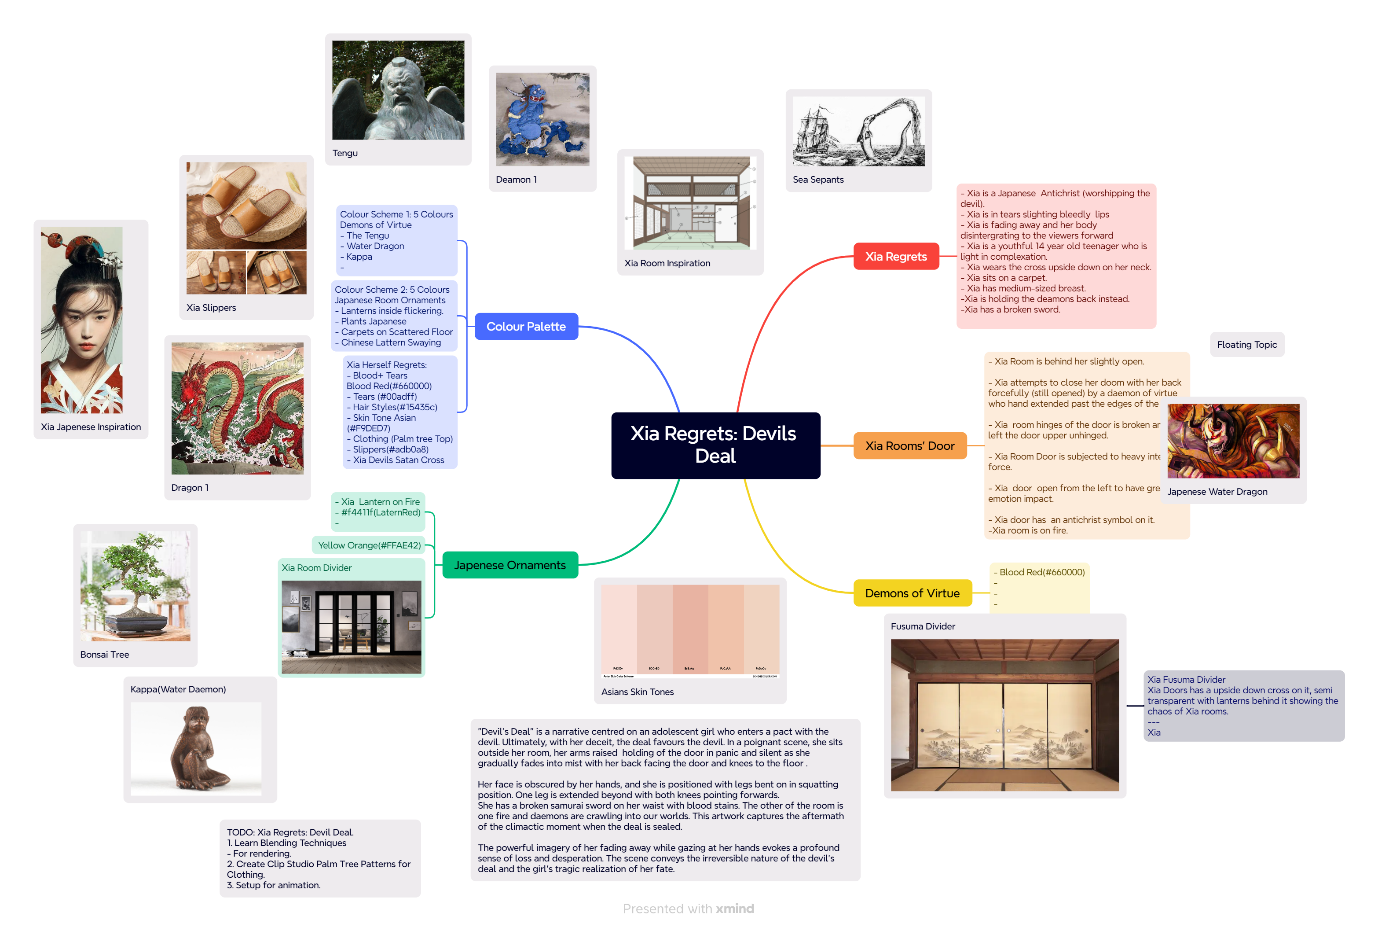 Tengu
Deamon 1
Sea Sepants
Xia Room Inspiration
Xia Slippers
Xia Japenese Inspiration
Dragon 1
Colour Scheme 1: 5 Colours
Demons of Virtue
- The Tengu
- Water Dragon
- Kappa
-
Colour Scheme 2: 5 Colours
Japanese Room Ornaments
- Lanterns inside flickering.
- Plants Japanese
- Carpets on Scattered Floor
- Chinese Lattern Swaying
Xia Herself Regrets:
- Blood+ Tears
Blood Red(#660000)
- Tears (#00adff)
- Hair Styles(#15435c)
- Skin Tone Asian
(#F9DED7)
- Clothing (Palm tree Top)
- Slippers(#adb0a8)
- Xia Devils Satan Cross
Colour Palette
Xia Regrets
- Xia is a Japanese  Antichrist (worshipping the
devil).
- Xia is in tears slighting bleedly  lips
- Xia is fading away and her body
disintergrating to the viewers forward
- Xia is a youthful 14 year old teenager who is
light in complexation.
- Xia wears the cross upside down on her neck.
- Xia sits on a carpet.
- Xia has medium-sized breast.
-Xia is holding the deamons back instead.
-Xia has a broken sword.
Floating Topic
Xia Regrets: Devils
Deal
Xia Rooms' Door
- Xia Room is behind her slightly open.
- Xia attempts to close her doom with her back
forcefully (still opened) by a daemon of virtue
who hand extended past the edges of the
- Xia  room hinges of the door is broken
left the door upper unhinged.
- Xia Room Door is subjected to heavy
force.
- Xia  door  open from the left to have
emotion impact.
- Xia door has  an antichrist symbol on it.
-Xia room is on fire.
Japenese Water Dragon
- Xia  Lantern on Fire
- #f4411f(LaternRed)
-
Yellow Orange(#FFAE42)
Xia Room Divider
Japenese Ornaments
Demons of Virtue
- Blood Red(#660000)
-
-
-
Fusuma Divider
Xia Fusuma Divider
Xia Doors has a upside down cross on it, semi
transparent with lanterns behind it showing the
chaos of Xia rooms.
---
Xia
Bonsai Tree
Kappa(Water Daemon)
Asians Skin Tones
"Devil's Deal" is a narrative centred on an adolescent girl who enters a pact with the
devil. Ultimately, with her deceit, the deal favours the devil. In a poignant scene, she sits
outside her room, her arms raised  holding of the door in panic and silent as she
gradually fades into mist with her back facing the door and knees to the floor .
Her face is obscured by her hands, and she is positioned with legs bent on in squatting
position. One leg is extended beyond with both knees pointing forwards.
She has a broken samurai sword on her waist with blood stains. The other of the room is
one fire and daemons are crawling into our worlds. This artwork captures the aftermath
of the climactic moment when the deal is sealed.
The powerful imagery of her fading away while gazing at her hands evokes a profound
sense of loss and desperation. The scene conveys the irreversible nature of the devil's
deal and the girl's tragic realization of her fate.
TODO: Xia Regrets: Devil Deal.
1. Learn Blending Techniques
- For rendering.
2. Create Clip Studio Palm Tree Patterns for
Clothing.
3. Setup for animation.
Presented with xmind